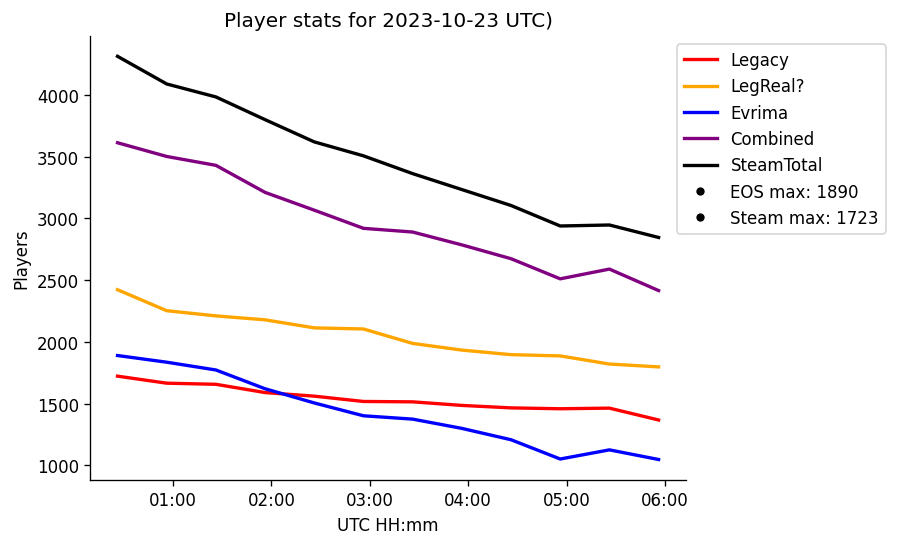 Player stats for 2023-10-23 UTC)
Legacy
LegReal?
Evrima
Combined
SteamTotal
EOS max: 1890
Steam max: 1723
Players
4000
3500
3000
2500
2000
1500
1000
01:00 02:00 03:00 04:00 05:00 06:00
UTC HH:mm